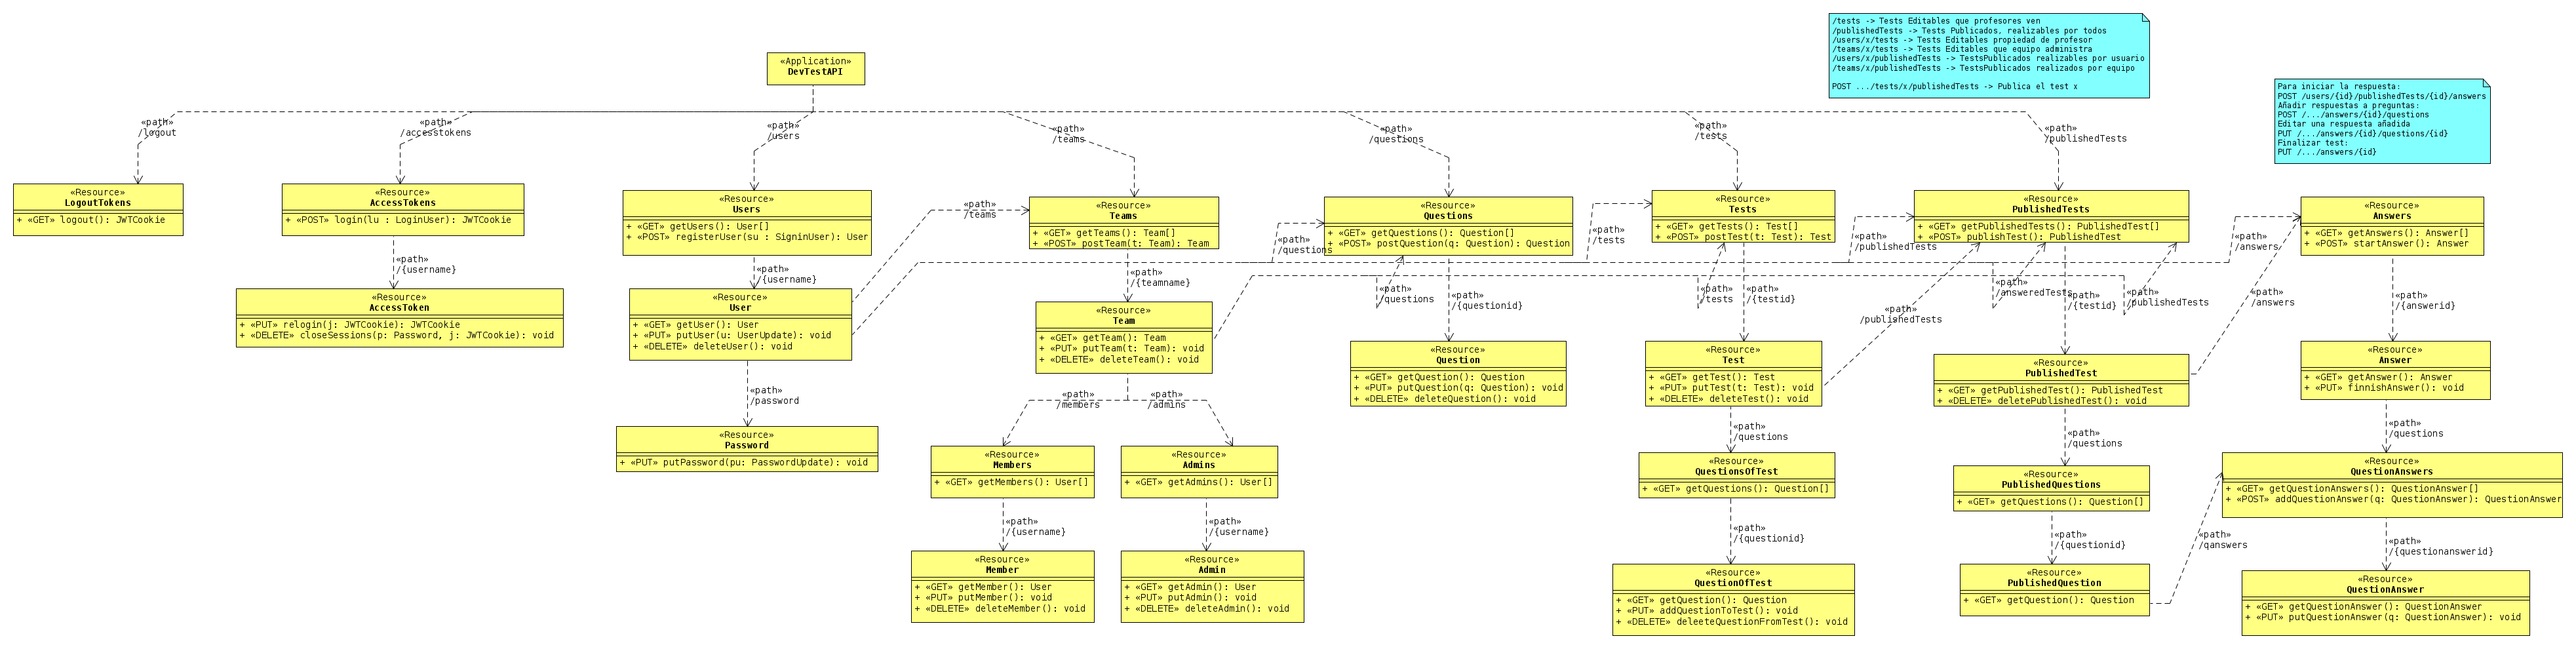 /tests -> Tests Editables que profesores ven
/publishedTests -> Tests Publicados, realizables por todos
/users/x/tests -> Tests Editables propiedad de profesor
/teams/x/tests -> Tests Editables que equipo administra
/users/x/publishedTests -> TestsPublicados realizables por usuario
/teams/x/publishedTests -> TestsPublicados realizados por equipo
POST .../tests/x/publishedTests -> Publica el test x
Para iniciar la respuesta:
POST /users/{id}/publishedTests/{id}/answers
Añadir respuestas a preguntas:
POST /.../answers/{id}/questions
Editar una respuesta añadida
PUT /.../answers/{id}/questions/{id}
Finalizar test:
PUT /.../answers/{id}
«Application»
DevTestAPI
«path»
/logout
«path»
/accesstokens
«path»
/users
«path»
/teams
«path»
/questions
«path»
/tests
«path»
/publishedTests
«Resource»
LogoutTokens
+ «GET» logout(): JWTCookie
«Resource»
AccessTokens
+ «POST» login(lu : LoginUser): JWTCookie
«path»
/{username}
«Resource»
AccessToken
+ «PUT» relogin(j: JWTCookie): JWTCookie
+ «DELETE» closeSessions(p: Password, j: JWTCookie): void
«Resource»
Users
+ «GET» getUsers(): User[]
+ «POST» registerUser(su : SigninUser): User
«path»
/{username}
«Resource»
User
+ «GET» getUser(): User
+ «PUT» putUser(u: UserUpdate): void
+ «DELETE» deleteUser(): void
«path»
/password
«Resource»
Password
+ «PUT» putPassword(pu: PasswordUpdate): void
«path»
/teams
«Resource»
Teams
+ «GET» getTeams(): Team[]
+ «POST» postTeam(t: Team): Team
«path»
/{teamname}
«Resource»
Team
+ «GET» getTeam(): Team
+ «PUT» putTeam(t: Team): void
+ «DELETE» deleteTeam(): void
«path»
/members
«path»
/admins
«Resource»
Members
+ «GET» getMembers(): User[]
«path»
/{username}
«Resource»
Member
+ «GET» getMember(): User
+ «PUT» putMember(): void
+ «DELETE» deleteMember(): void
«Resource»
Admins
+ «GET» getAdmins(): User[]
«path»
/{username}
«Resource»
Admin
+ «GET» getAdmin(): User
+ «PUT» putAdmin(): void
+ «DELETE» deleteAdmin(): void
«path»
/questions
«Resource»
Questions
+ «GET» getQuestions(): Question[]
+ «POST» postQuestion(q: Question): Question
«path»
/questions
«path»
/{questionid}
«Resource»
Question
+ «GET» getQuestion(): Question
+ «PUT» putQuestion(q: Question): void
+ «DELETE» deleteQuestion(): void
«path»
/tests
«Resource»
Tests
+ «GET» getTests(): Test[]
+ «POST» postTest(t: Test): Test
«path»
/tests
«path»
/{testid}
«Resource»
Test
+ «GET» getTest(): Test
+ «PUT» putTest(t: Test): void
+ «DELETE» deleteTest(): void
«path»
/questions
«Resource»
QuestionsOfTest
+ «GET» getQuestions(): Question[]
«path»
/{questionid}
«Resource»
QuestionOfTest
+ «GET» getQuestion(): Question
+ «PUT» addQuestionToTest(): void
+ «DELETE» deleeteQuestionFromTest(): void
«path»
/publishedTests
«path»
/publishedTests
«Resource»
PublishedTests
+ «GET» getPublishedTests(): PublishedTest[]
+ «POST» publishTest(): PublishedTest
«path»
/answeredTests
«path»
/{testid}
«path»
/publishedTests
«Resource»
PublishedTest
+ «GET» getPublishedTest(): PublishedTest
+ «DELETE» deletePublishedTest(): void
«path»
/questions
«Resource»
PublishedQuestions
+ «GET» getQuestions(): Question[]
«path»
/{questionid}
«Resource»
PublishedQuestion
+ «GET» getQuestion(): Question
«path»
/answers
«path»
/answers
«path»
/qanswers
«Resource»
Answers
+ «GET» getAnswers(): Answer[]
+ «POST» startAnswer(): Answer
«path»
/{answerid}
«Resource»
Answer
+ «GET» getAnswer(): Answer
+ «PUT» finnishAnswer(): void
«path»
/questions
«Resource»
QuestionAnswers
+ «GET» getQuestionAnswers(): QuestionAnswer[]
+ «POST» addQuestionAnswer(q: QuestionAnswer): QuestionAnswer
«path»
/{questionanswerid}
«Resource»
QuestionAnswer
+ «GET» getQuestionAnswer(): QuestionAnswer
+ «PUT» putQuestionAnswer(q: QuestionAnswer): void